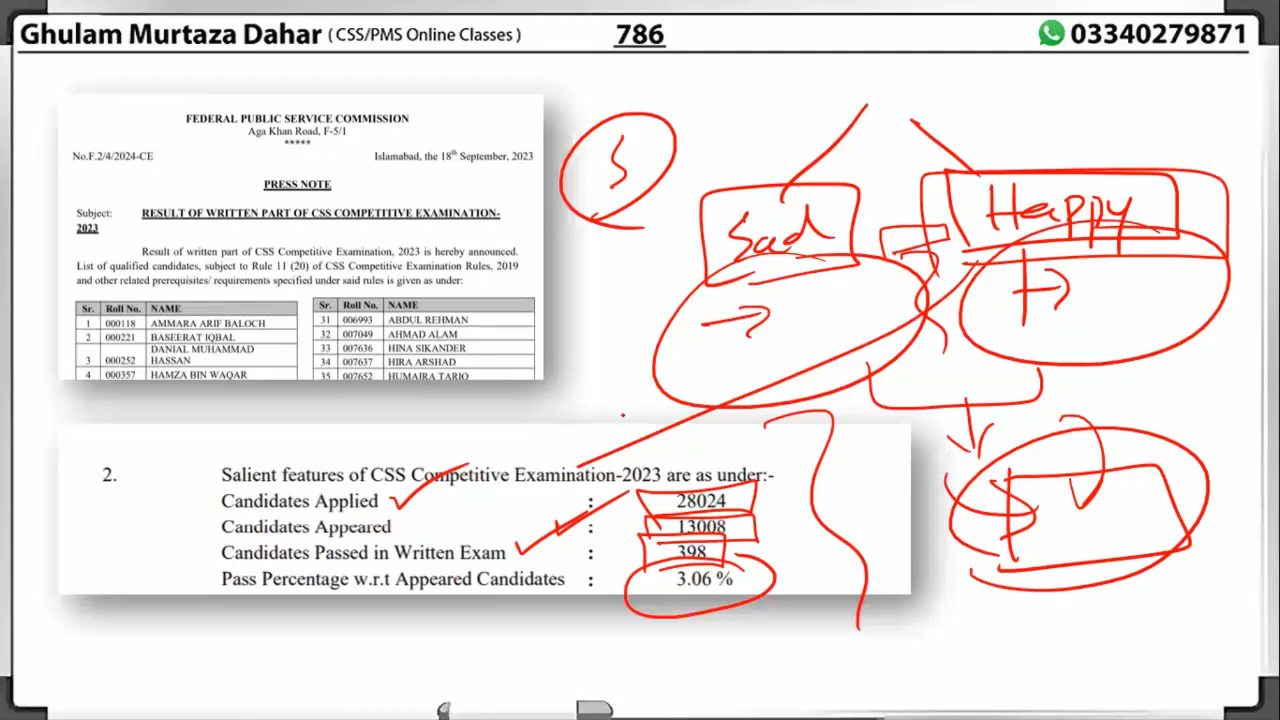 Ghulam Murtaza Dahar ( CSS/PMS Online Classes )
786
03340279871
FEDERAL PUBLIC SERVICE COMMISSION
Aga Khan Road, F-5/1
*****
No.F.2/4/2024-CE
Islamabad, the 18th September, 2023
PRESS NOTE
Subject: RESULT OF WRITTEN PART OF CSS COMPETITIVE EXAMINATION-
2023
Result of written part of CSS Competitive Examination, 2023 is hereby announced.
List of qualified candidates, subject to Rule 11 (20) of CSS Competitive Examination Rules, 2019
and other related prerequisites/ requirements specified under said rules is given as under:
Sr. Roll No. NAME
1 000118 AMMARA ARIF BALOCH
2 000221 BASEERAT IQBAL
3 000252 DANIAL MUHAMMAD
HASSAN
4 000357 HAMZA BIN WAQAR
Sr. Roll No. NAME
31 006993 ABDUL REHMAN
32 007049 AHMAD ALAM
33 007636 HINA SIKANDER
34 007637 HIRA ARSHAD
35 007652 HUMAIRA TARIQ
Sad
Happy
2. Salient features of CSS Competitive Examination-2023 are as under:-
Candidates Applied : 28024
Candidates Appeared : 13008
Candidates Passed in Written Exam : 398
Pass Percentage w.r.t Appeared Candidates : 3.06 %